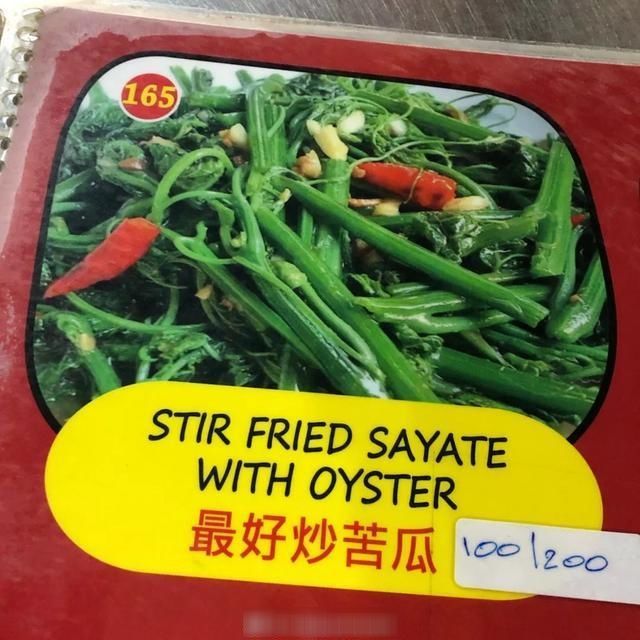 165
STIR FRIED SAYATE
WITH OYSTER
最好炒苦瓜
100/200